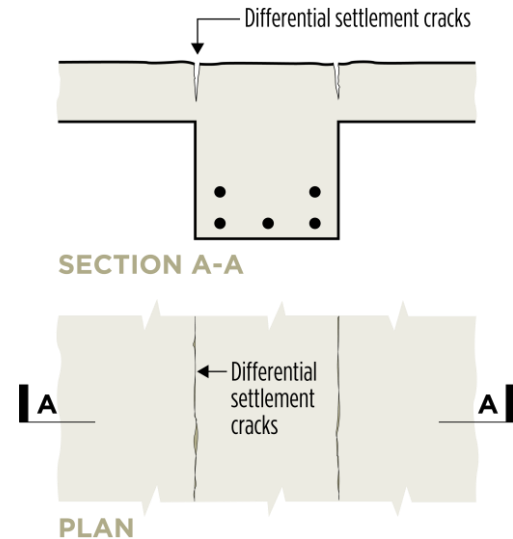 Differential settlement cracks
SECTION A-A
Differential
settlement
cracks
A
A
PLAN